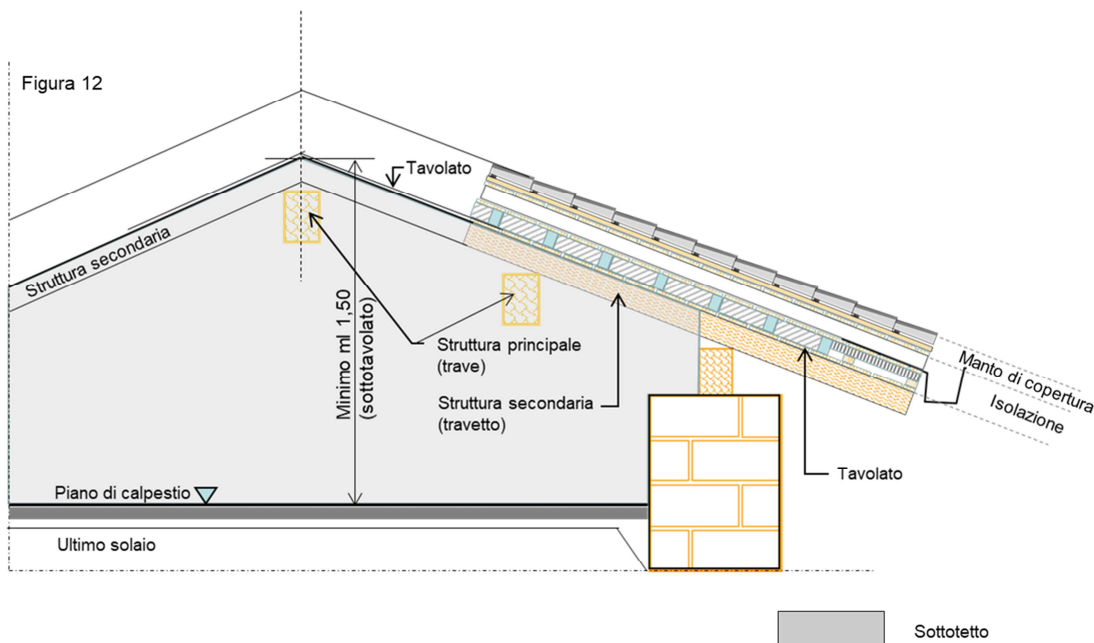 Figura 12
Tavolato
Struttura secondaria
Minimo ml 1,50
(sottotavolato)
Struttura principale
(trave)
Struttura secondaria
(travetto)
Manto di copertura
Isolazione
Tavolato
Piano di calpestio
Ultimo solaio
Sottotetto